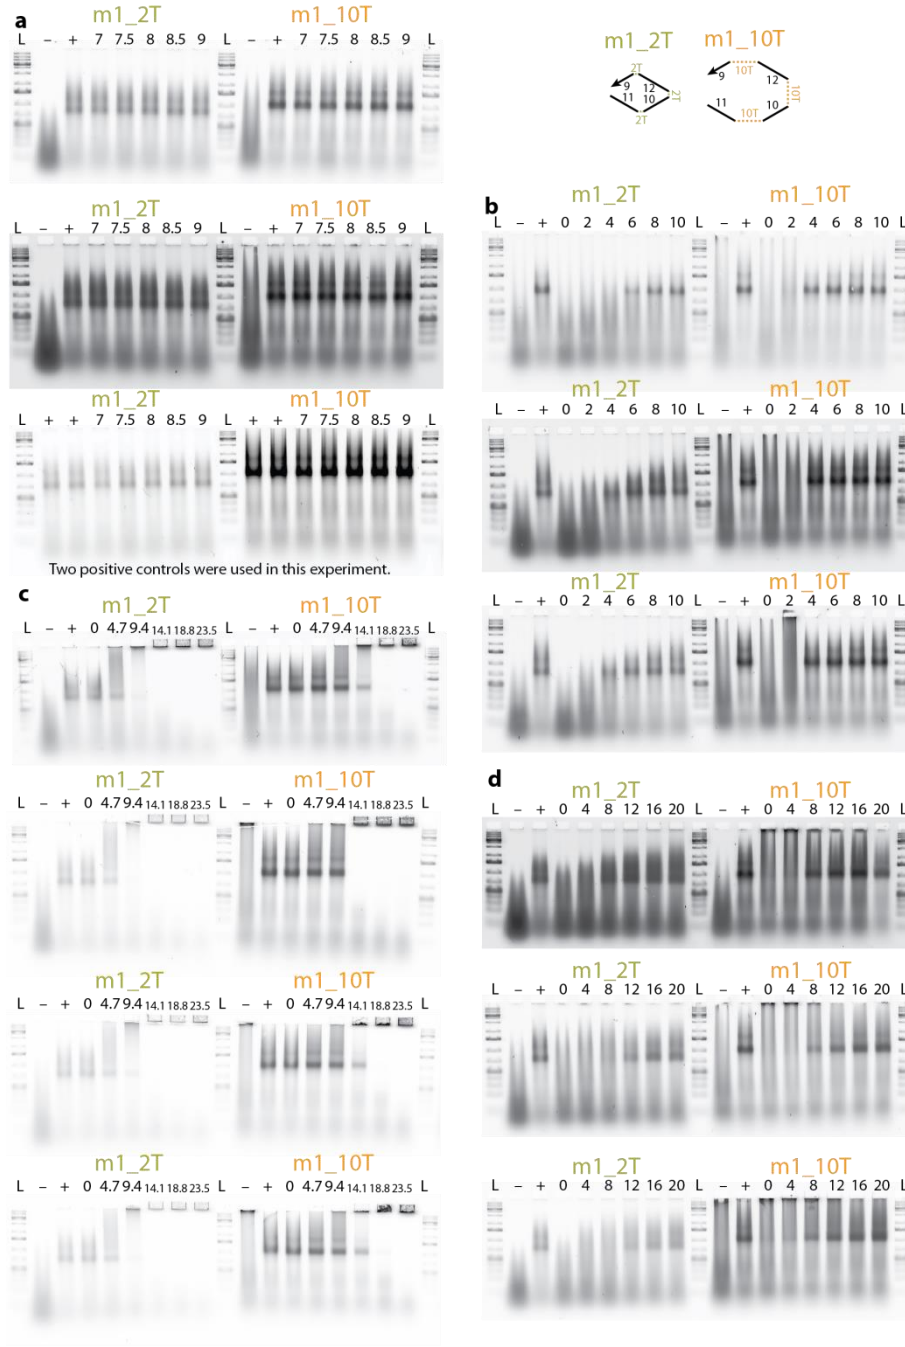 a
m1_2T m1_10T
L – + 7 7.5 8 8.5 9 L – + 7 7.5 8 8.5 9 L
m1_2T m1_10T
L – + 7 7.5 8 8.5 9 L – + 7 7.5 8 8.5 9 L
m1_2T m1_10T
L + + 7 7.5 8 8.5 9 L + + 7 7.5 8 8.5 9 L
Two positive controls were used in this experiment.
m1_2T m1_10T
2T
9 12
11 10
2T
2T
10T
9 12
10T
11 10
10T
b
m1_2T m1_10T
L – + 0 2 4 6 8 10 L – + 0 2 4 6 8 10 L
m1_2T m1_10T
L – + 0 2 4 6 8 10 L – + 0 2 4 6 8 10 L
m1_2T m1_10T
L – + 0 2 4 6 8 10 L – + 0 2 4 6 8 10 L
c
m1_2T m1_10T
L – + 0 4.7 9.4 14.1 18.8 23.5 L – + 0 4.7 9.4 14.1 18.8 23.5 L
m1_2T m1_10T
L – + 0 4.7 9.4 14.1 18.8 23.5 L – + 0 4.7 9.4 14.1 18.8 23.5 L
m1_2T m1_10T
L – + 0 4.7 9.4 14.1 18.8 23.5 L – + 0 4.7 9.4 14.1 18.8 23.5 L
m1_2T m1_10T
L – + 0 4.7 9.4 14.1 18.8 23.5 L – + 0 4.7 9.4 14.1 18.8 23.5 L
d
m1_2T m1_10T
L – + 0 4 8 12 16 20 L – + 0 4 8 12 16 20 L
m1_2T m1_10T
L – + 0 4 8 12 16 20 L – + 0 4 8 12 16 20 L
m1_2T m1_10T
L – + 0 4 8 12 16 20 L – + 0 4 8 12 16 20 L